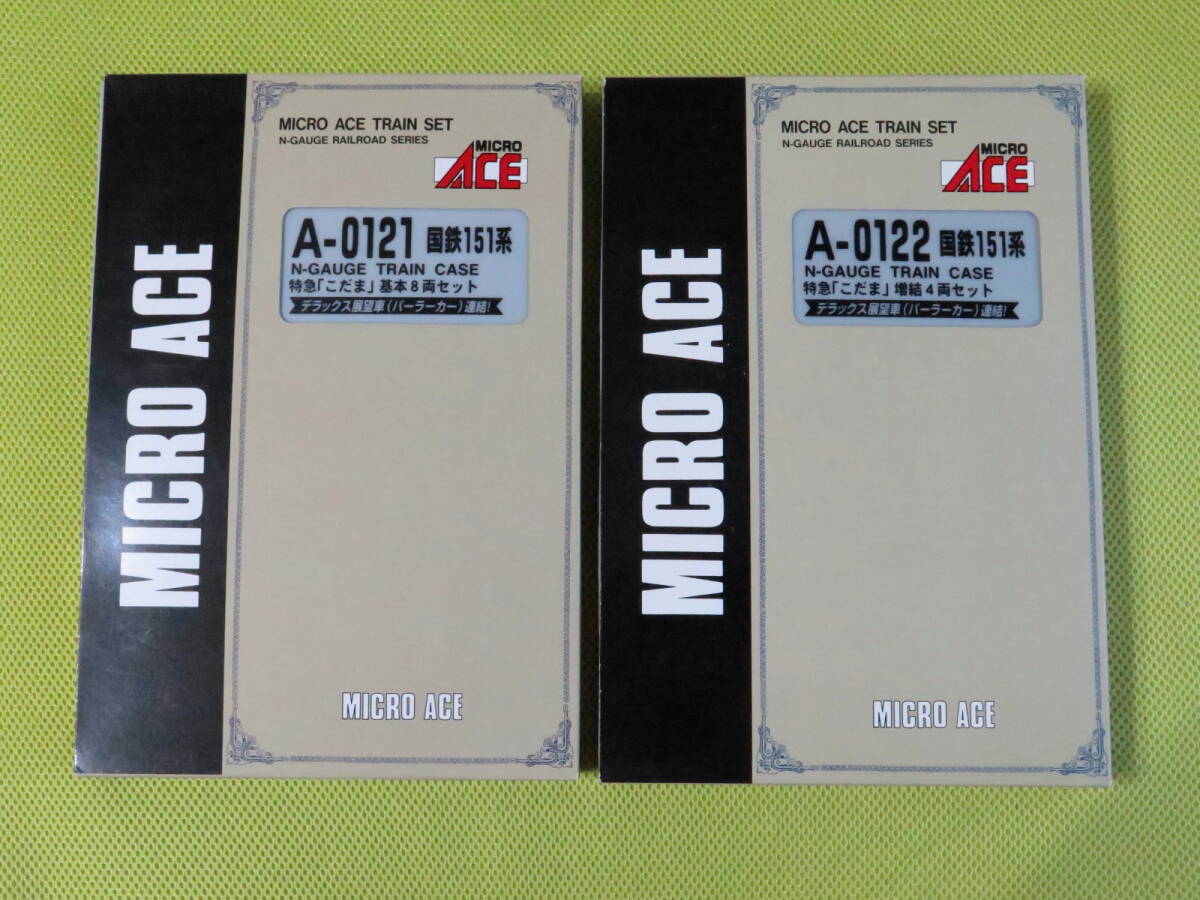 MICRO ACE
MICRO ACE TRAIN SET
N-GAUGE RAILROAD SERIES
MICRO
ACE
A-0121 国鉄151系
N-GAUGE TRAIN CASE
特急「こだま」基本8両セット
デラックス展望車(パーラーカー)連結!
MICRO ACE
MICRO ACE
MICRO ACE TRAIN SET
N-GAUGE RAILROAD SERIES
MICRO
ACE
A-0122 国鉄151系
N-GAUGE TRAIN CASE
特急「こだま」増結4両セット
デラックス展望車(パーラーカー)連結!
MICRO ACE